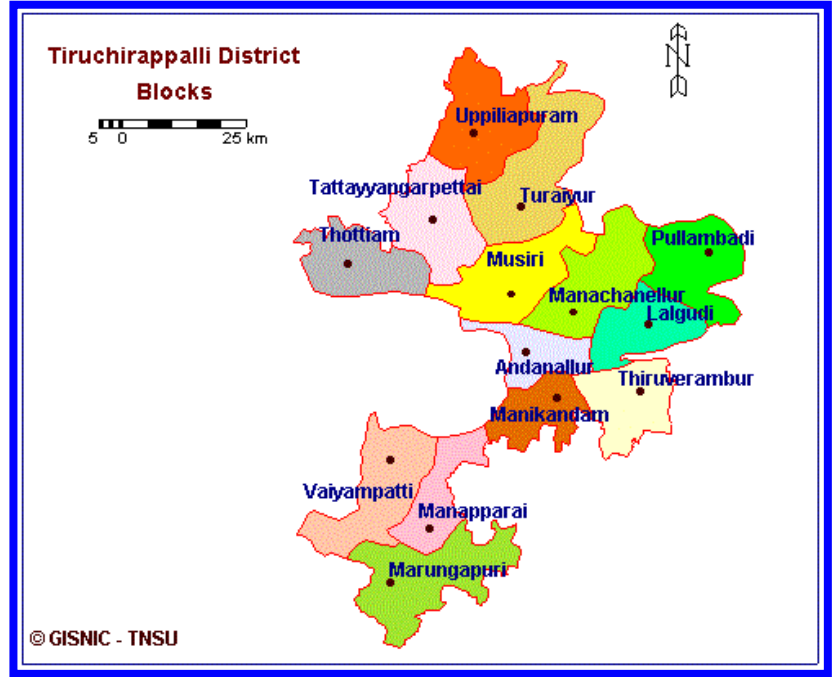 Tiruchirappalli District
Blocks
5 0 25 km
N
Uppiliapuram
Tattayyangarpettai
Turaiyur
Thottiam
Pullambadi
Musiri
Manachanellur
Lalgudi
Andanallur
Thiruverambur
Manikandam
Vaiyampatti
Manapparai
Marungapuri
© GISNIC - TNSU